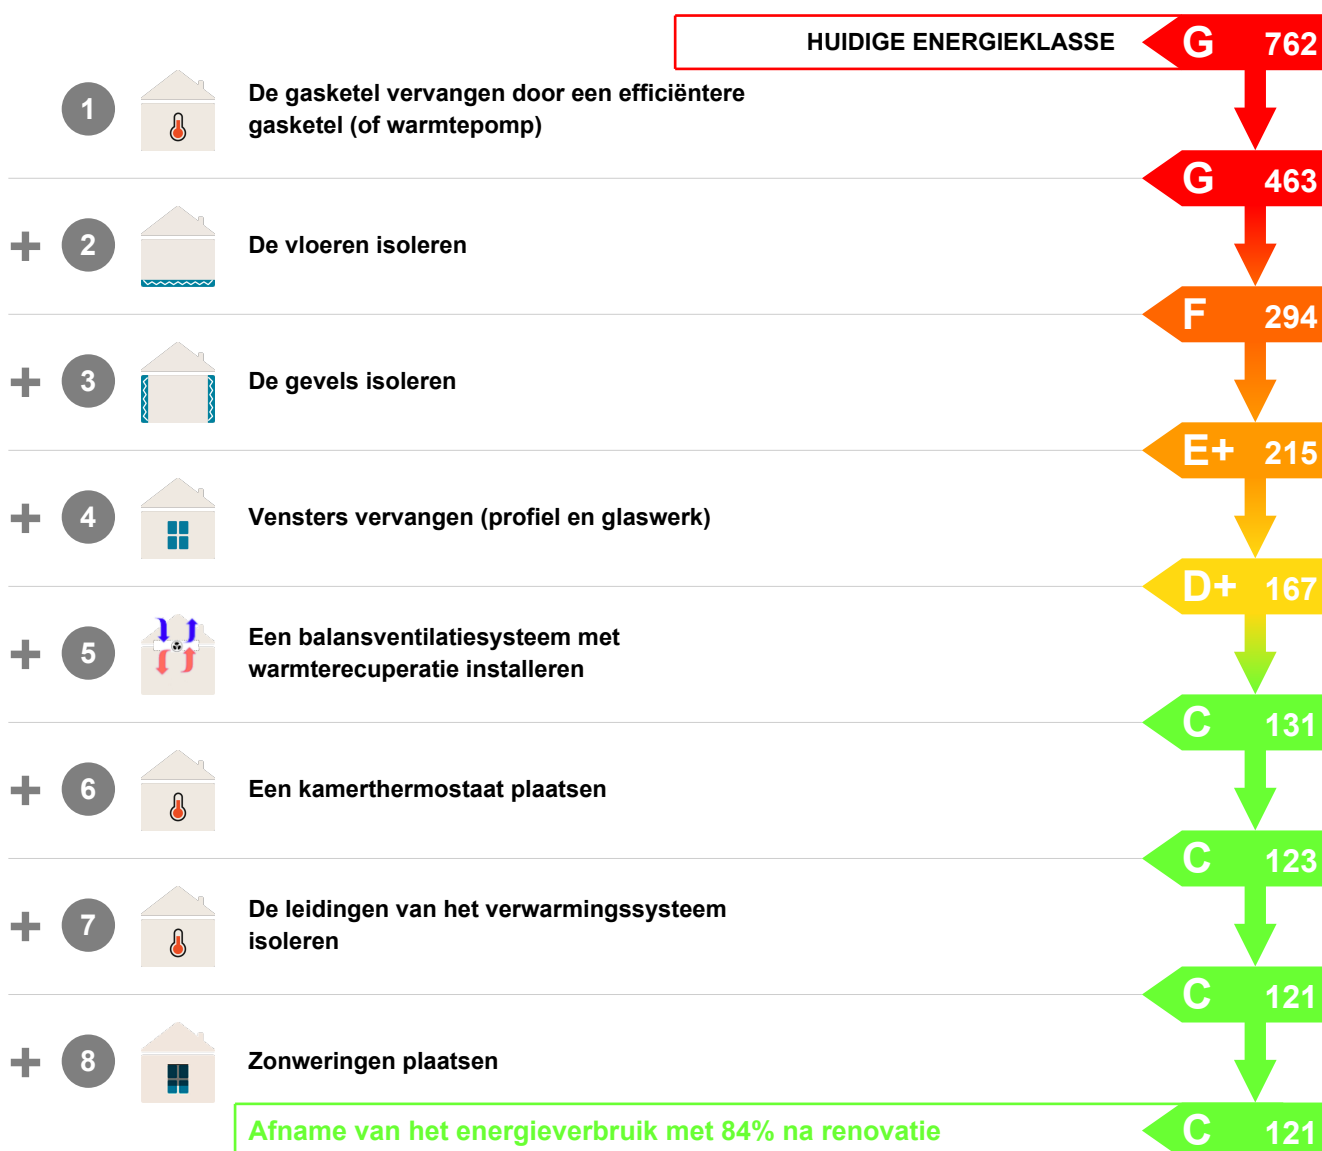 HUIDIGE ENERGIEKLASSE G 762
1 De gasketel vervangen door een efficiëntere
gasketel (of warmtepomp)
G 463
+ 2 De vloeren isoleren
F 294
+ 3 De gevels isoleren
E+ 215
+ 4 Vensters vervangen (profiel en glaswerk)
D+ 167
+ 5 Een balansventilatiesysteem met
warmterecuperatie installeren
C 131
+ 6 Een kamerthermostaat plaatsen
C 123
+ 7 De leidingen van het verwarmingssysteem
isoleren
C 121
+ 8 Zonweringen plaatsen
Afname van het energieverbruik met 84% na renovatie C 121